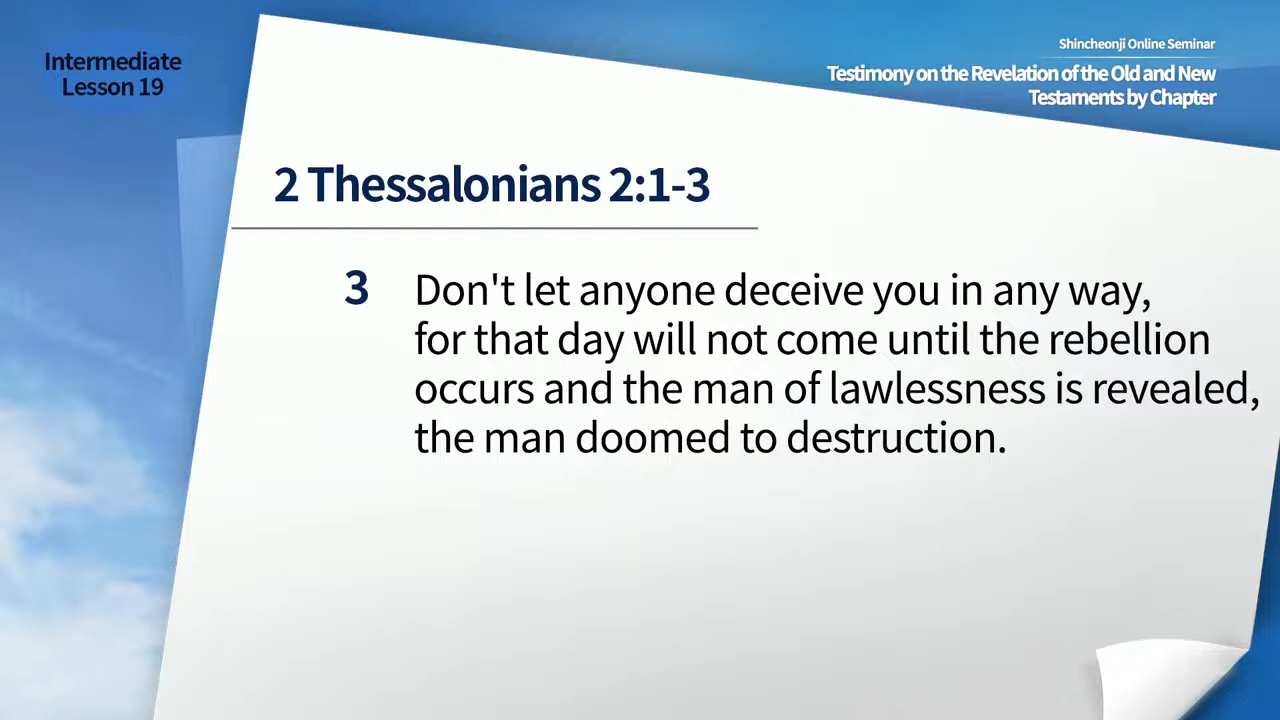 Intermediate
Lesson 19
Shincheonji Online Seminar
Testimony on the Revelation of the Old and New
Testaments by Chapter
2 Thessalonians 2:1-3
3 Don't let anyone deceive you in any way,
for that day will not come until the rebellion
occurs and the man of lawlessness is revealed,
the man doomed to destruction.